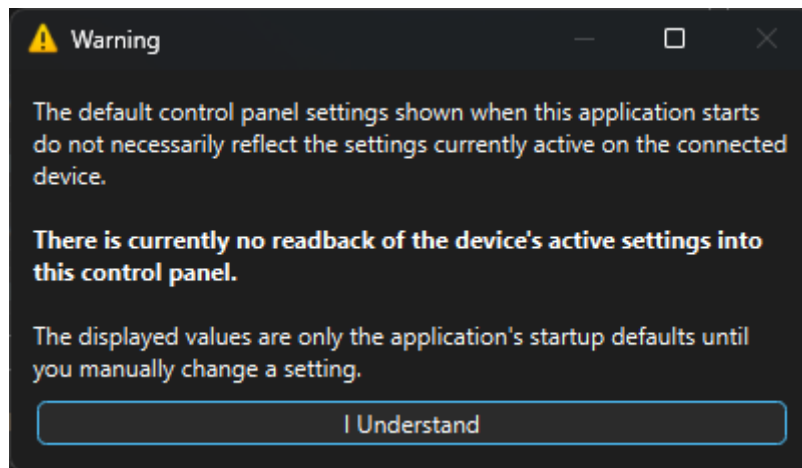 Warning
The default control panel settings shown when this application starts
do not necessarily reflect the settings currently active on the connected
device.
There is currently no readback of the device's active settings into
this control panel.
The displayed values are only the application's startup defaults until
you manually change a setting.
I Understand